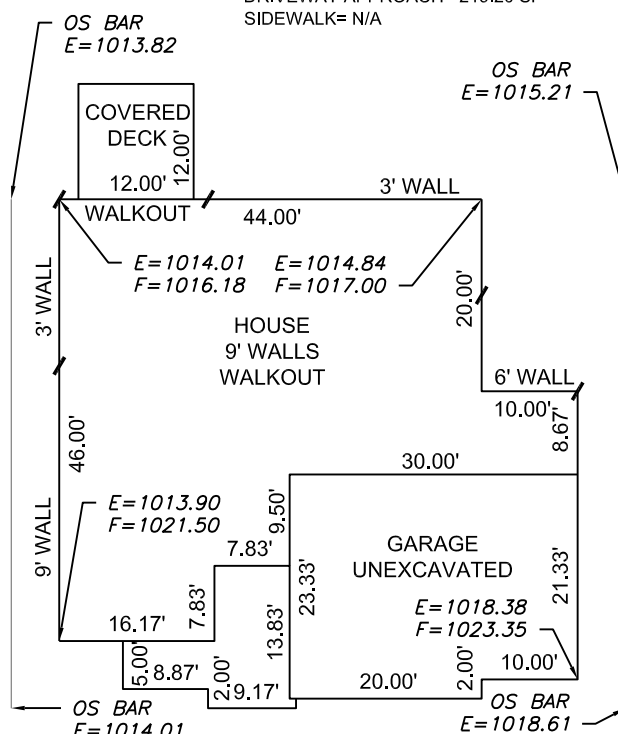 SIDEWALK= N/A
OS BAR
E=1013.82
OS BAR
E=1015.21
COVERED
DECK
12.00'
12.00'
WALKOUT
3' WALL
44.00'
E=1014.01
F=1016.18
E=1014.84
F=1017.00
3' WALL
20.00'
HOUSE
9' WALLS
WALKOUT
6' WALL
10.00'
8.67'
46.00'
30.00'
9' WALL
E=1013.90
F=1021.50
9.50'
7.83'
GARAGE
UNEXCAVATED
23.33'
21.33'
7.83'
13.83'
16.17'
E=1018.38
F=1023.35
5.00'
8.87'
2.00'
9.17'
20.00'
2.00'
10.00'
OS BAR
E=1014.01
OS BAR
E=1018.61